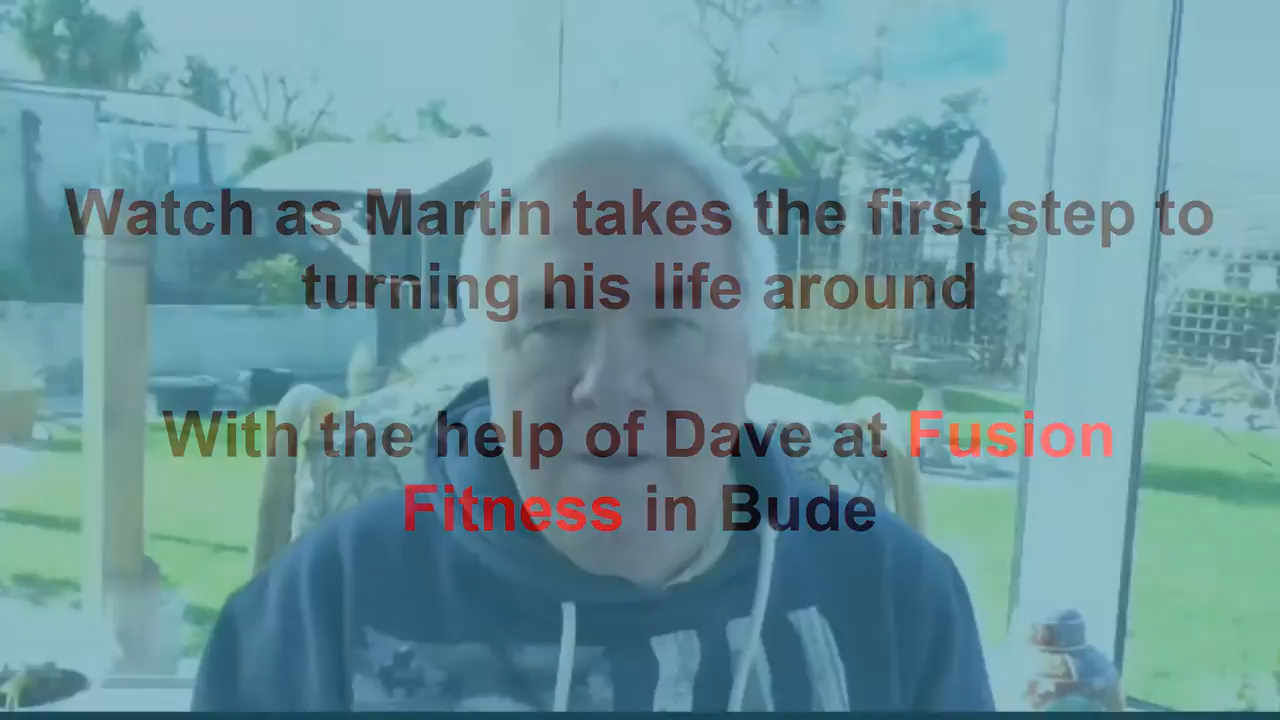 Watch as Martin takes the first step to
turning his life around
With the help of Dave at Fusion
Fitness in Bude